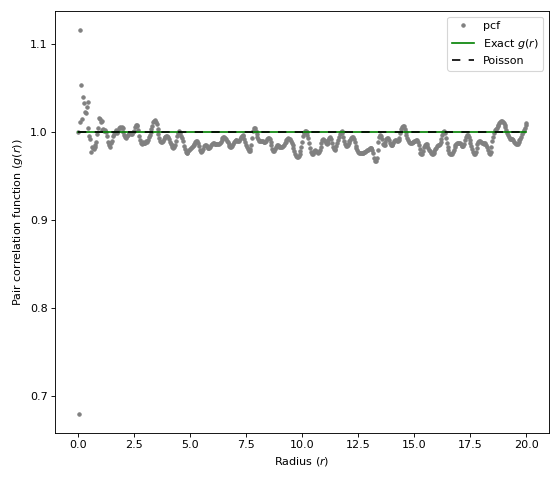 pcf
Exact g(r)
Poisson
1.1
1.0
0.9
0.8
0.7
Pair correlation function (g(r))
0.0 2.5 5.0 7.5 10.0 12.5 15.0 17.5 20.0
Radius (r)